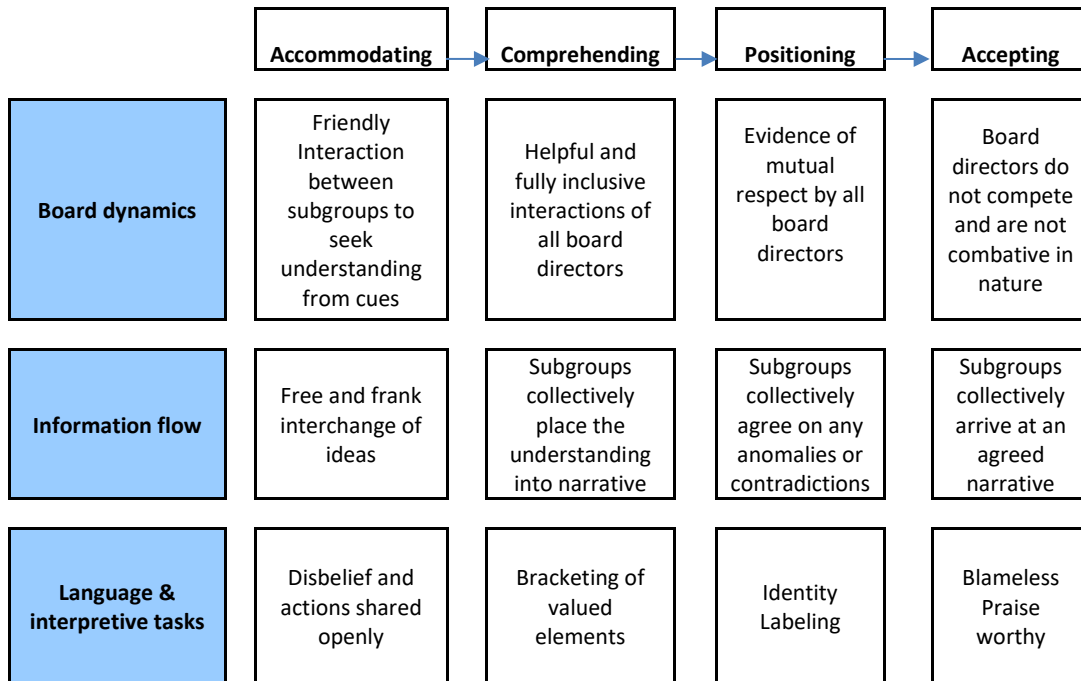 Accommodating
Comprehending
Positioning
Accepting
Board dynamics
Friendly
Interaction
between
subgroups to
seek
understanding
from cues
Helpful and
fully inclusive
interactions of
all board
directors
Evidence of
mutual
respect by all
board
directors
Board
directors do
not compete
and are not
combative in
nature
Information flow
Free and frank
interchange of
ideas
Subgroups
collectively
place the
understanding
into narrative
Subgroups
collectively
agree on any
anomalies or
contradictions
Subgroups
collectively
arrive at an
agreed
narrative
Language &
interpretive tasks
Disbelief and
actions shared
openly
Bracketing of
valued
elements
Identity
Labeling
Blameless
Praise
worthy